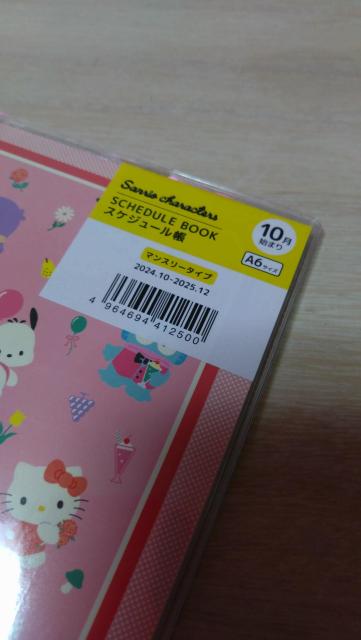 Sanrio characters
SCHEDULE BOOK
スケジュール帳
10月
始まり
A6サイズ
マンスリータイプ
2024.10-2025.12
4 964694 412500